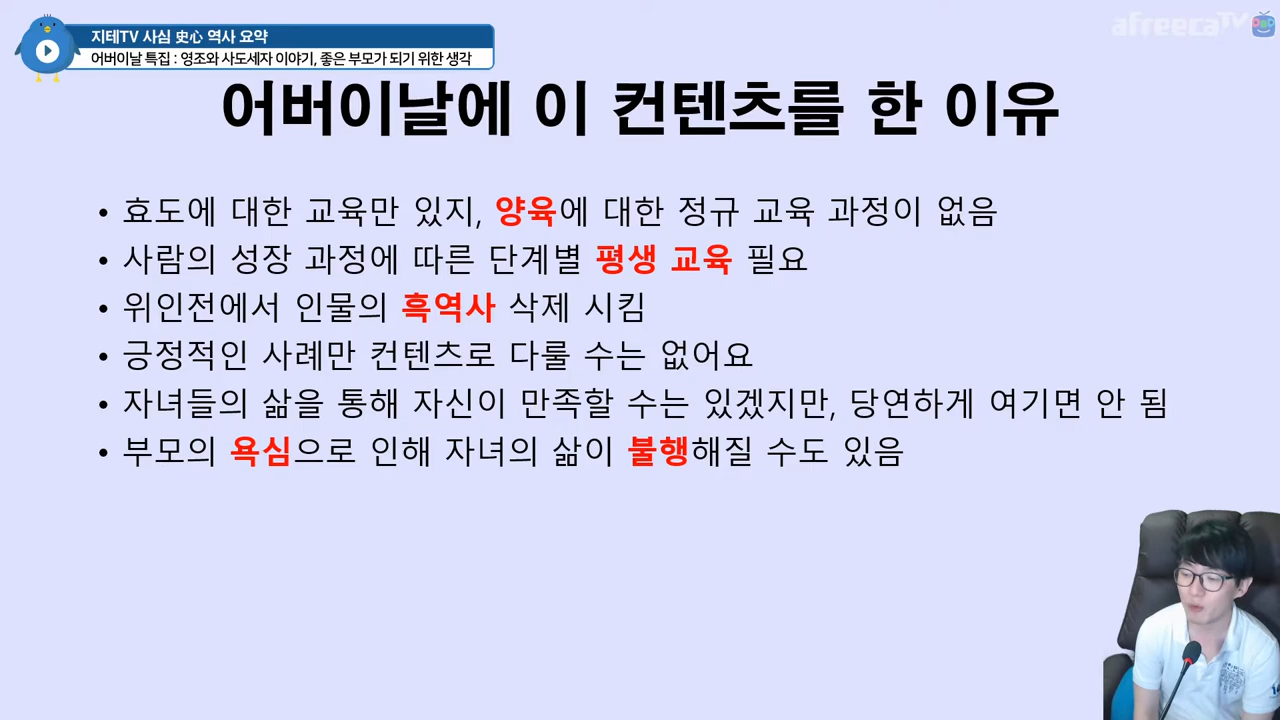 지테TV 사심 史心 역사 요약
어버이날 특집 : 영조와 사도세자 이야기, 좋은 부모가 되기 위한 생각
afreecaTV
어버이날에 이 컨텐츠를 한 이유
• 효도에 대한 교육만 있지, 양육에 대한 정규 교육 과정이 없음
• 사람의 성장 과정에 따른 단계별 평생 교육 필요
• 위인전에서 인물의 흑역사 삭제 시킴
• 긍정적인 사례만 컨텐츠로 다룰 수는 없어요
• 자녀들의 삶을 통해 자신이 만족할 수는 있겠지만, 당연하게 여기면 안 됨
• 부모의 욕심으로 인해 자녀의 삶이 불행해질 수도 있음